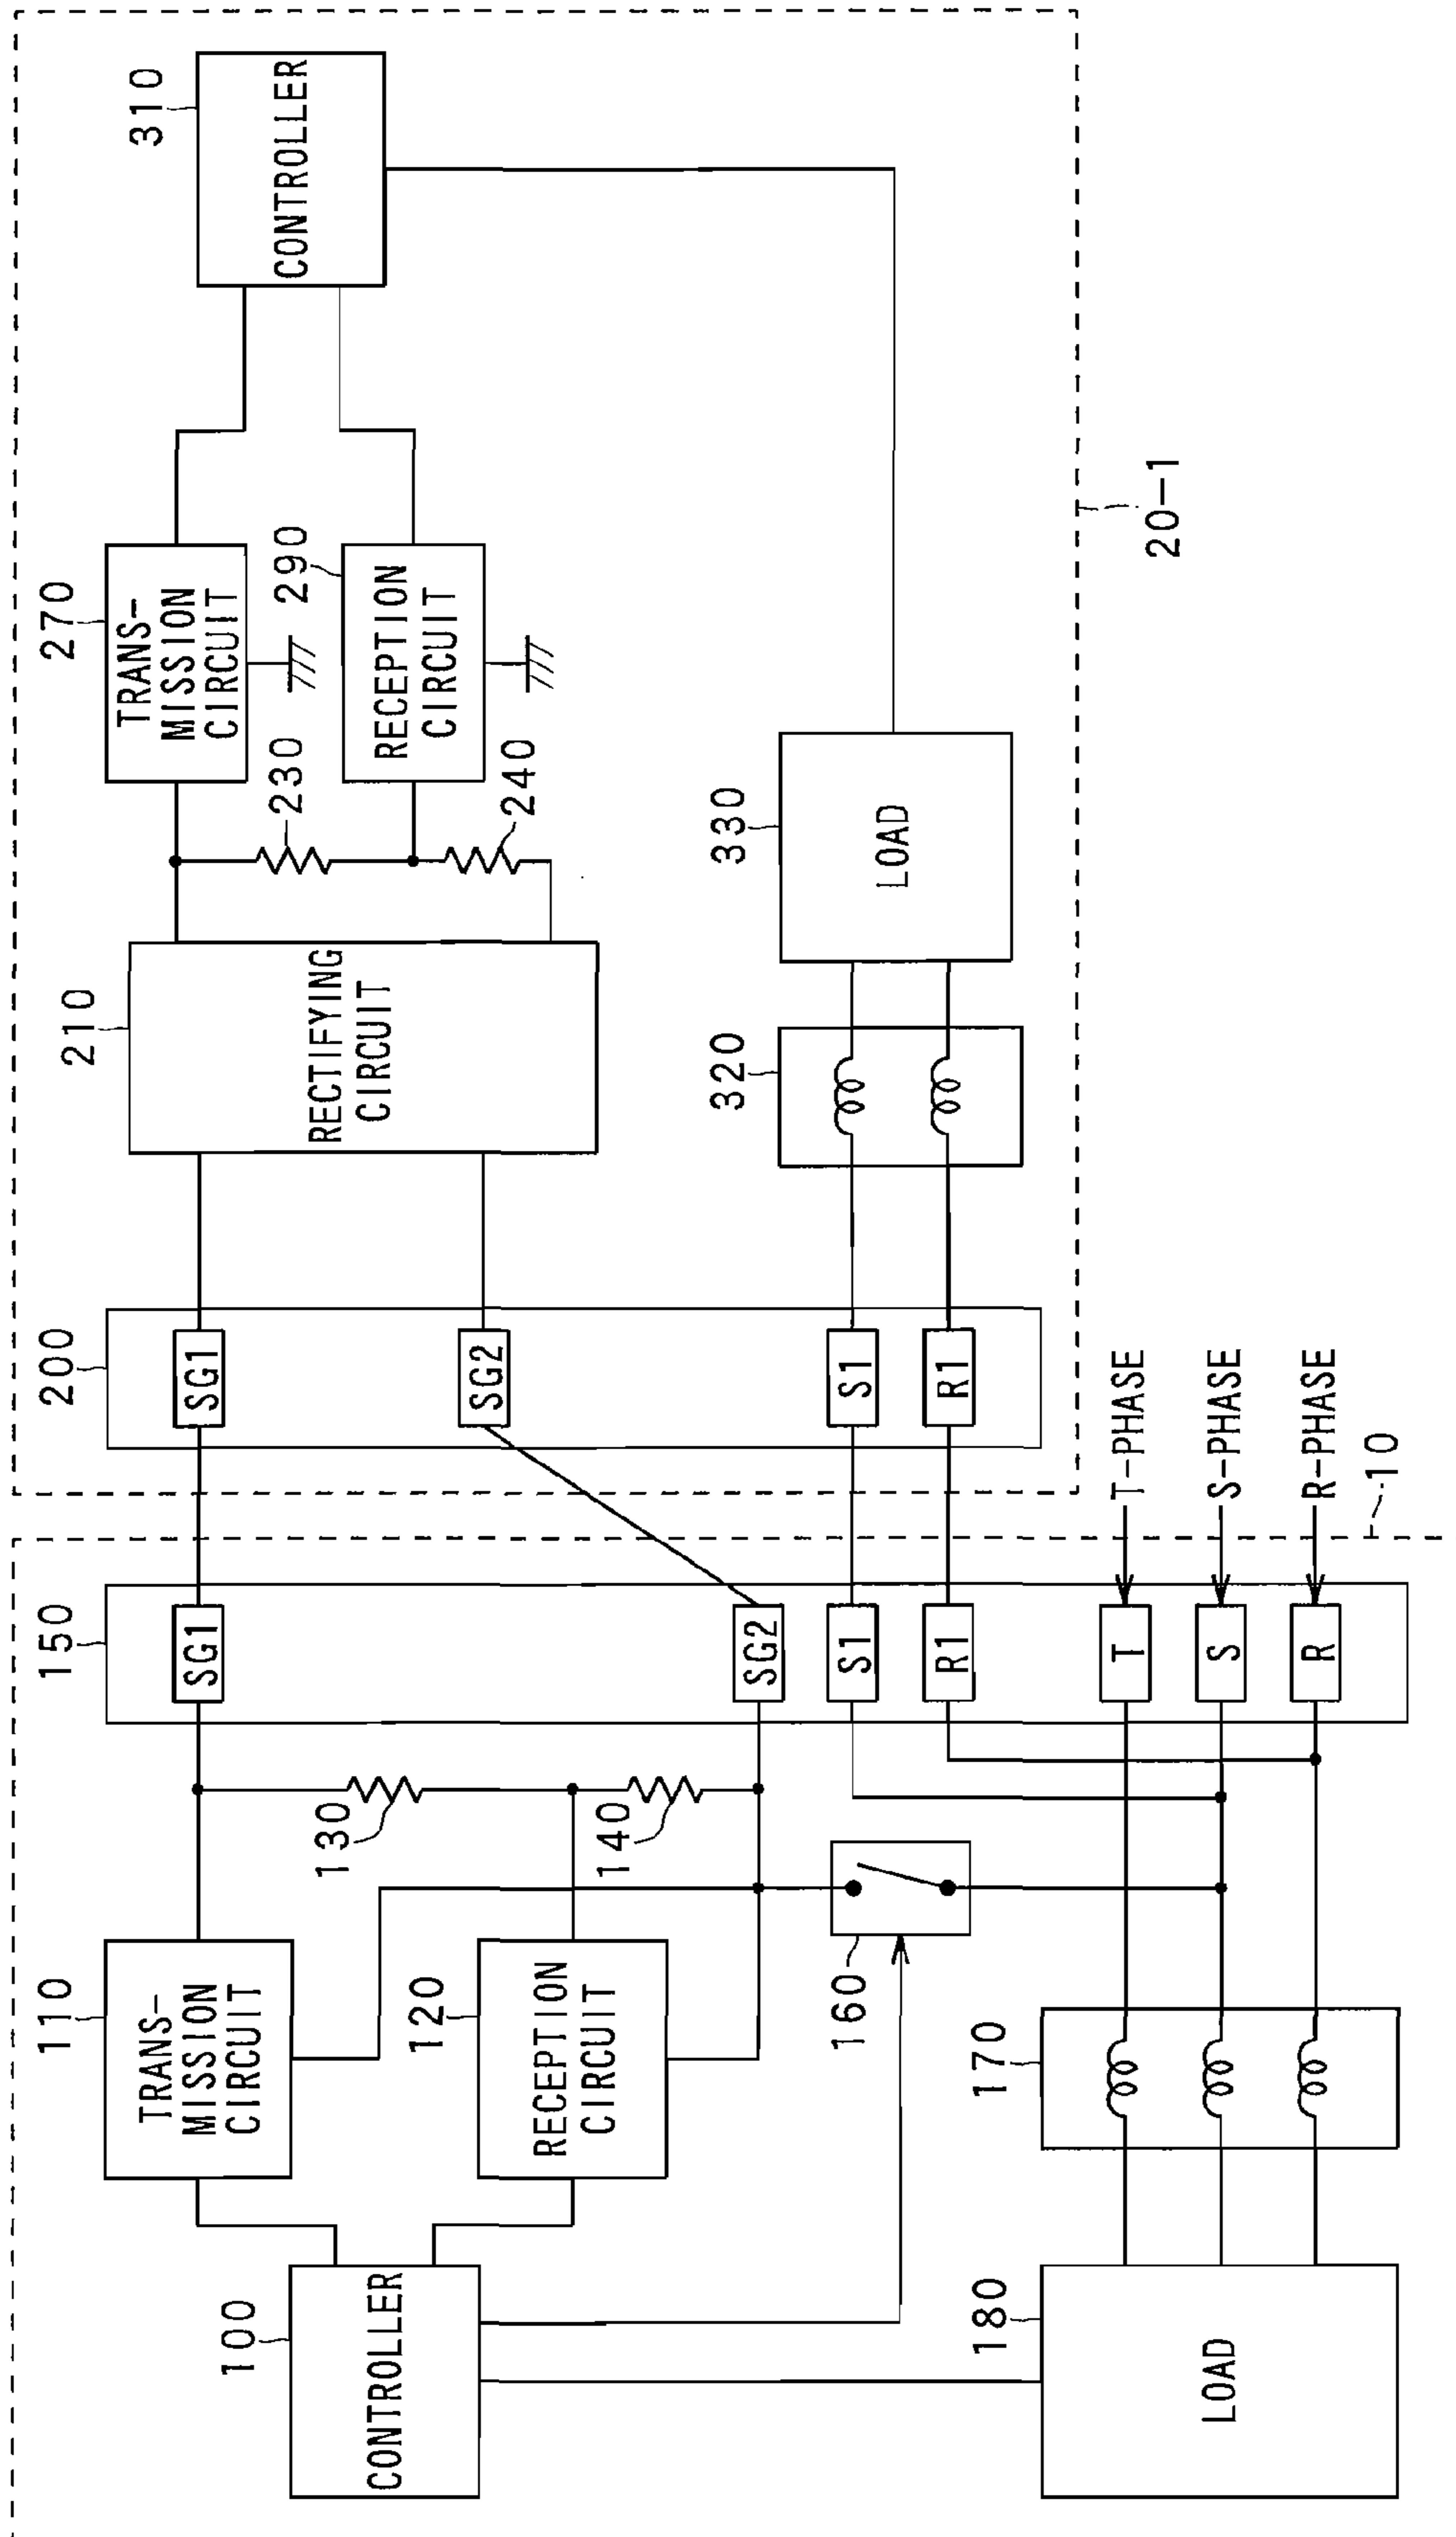 100
CONTROLLER
110
TRANS-
MISSION
CIRCUIT
120
RECEPTION
CIRCUIT
130
140
150
SG1
SG2
S1
R1
T
S
R
160
170
180
LOAD
10
T-PHASE
S-PHASE
R-PHASE
200
SG1
SG2
S1
R1
210
RECTIFYING
CIRCUIT
230
240
270
TRANS-
MISSION
CIRCUIT
290
RECEPTION
CIRCUIT
310
CONTROLLER
320
330
LOAD
20-1